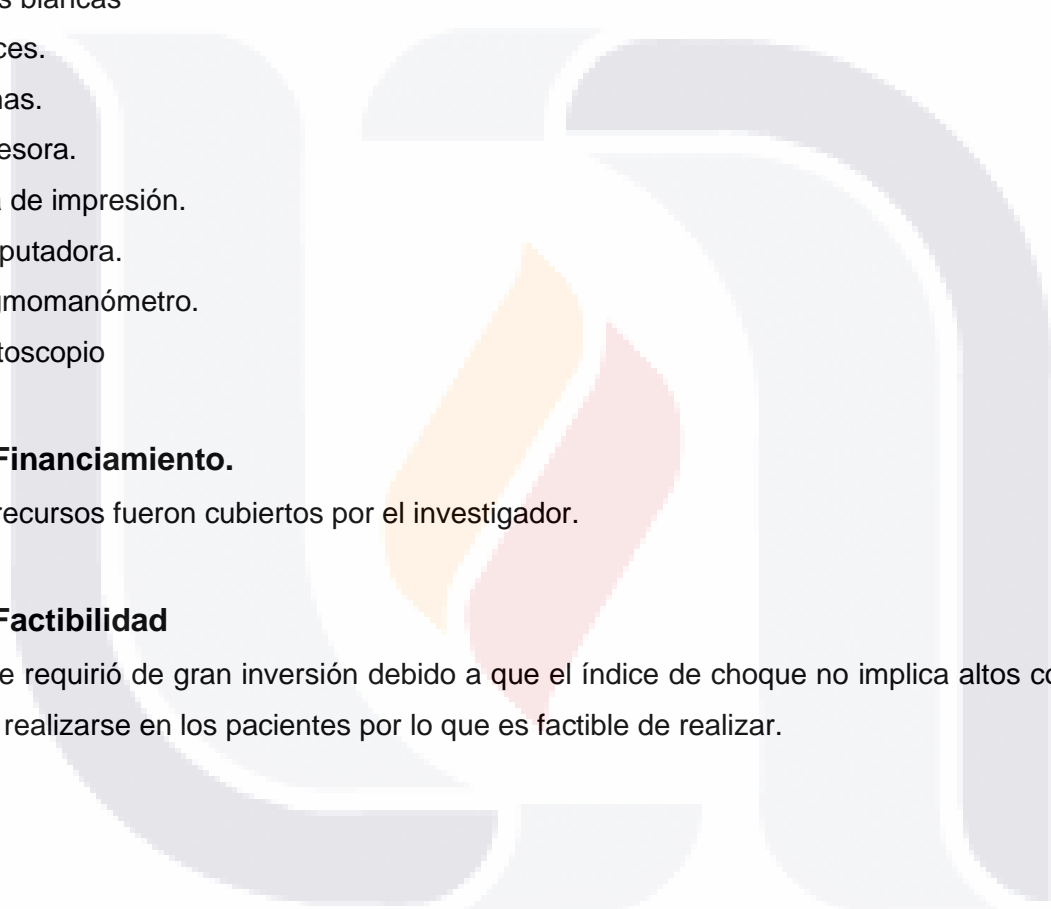 s blancas
ces.
nas.
esora.
a de impresión.
putadora.
gmomanómetro.
toscopio
Financiamiento.
recursos fueron cubiertos por el investigador.
Factibilidad
e requirió de gran inversión debido a que el índice de choque no implica altos co
realizarse en los pacientes por lo que es factible de realizar.